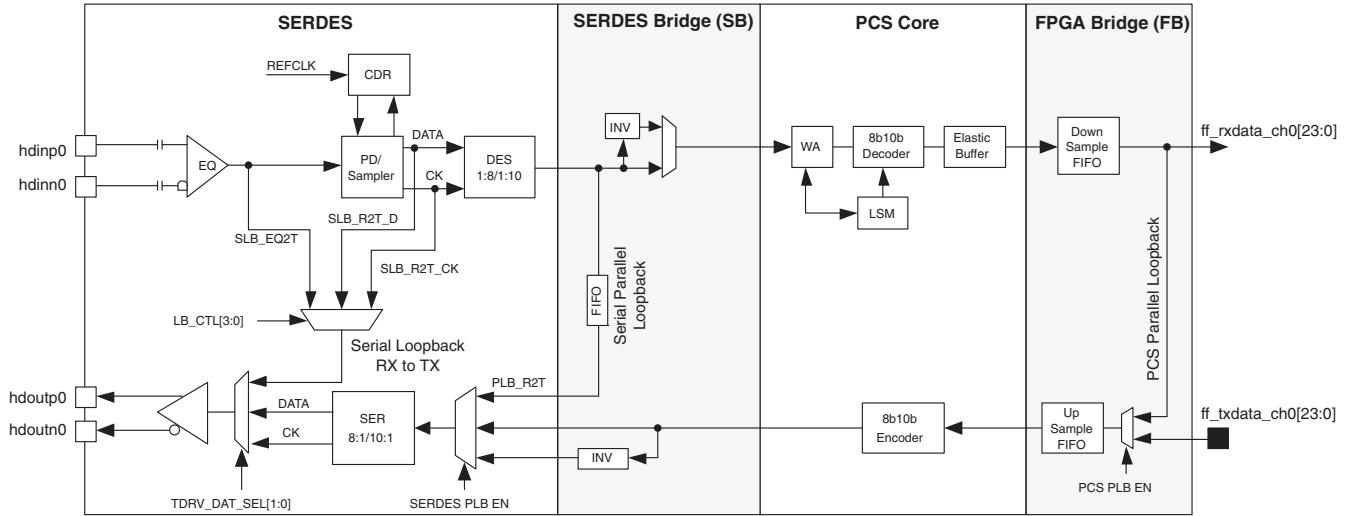 SERDES
SERDES Bridge (SB)
PCS Core
FPGA Bridge (FB)
REFCLK
CDR
hdinp0
hdinn0
EQ
PD/
Sampler
DATA
CK
DES
1:8/1:10
INV
WA
8b10b
Decoder
Elastic
Buffer
LSM
Down
Sample
FIFO
ff_rxdata_ch0[23:0]
SLB_EQ2T
SLB_R2T_D
SLB_R2T_CK
LB_CTL[3:0]
FIFO
Serial Parallel
Loopback
PCS Parallel Loopback
Serial Loopback
RX to TX
PLB_R2T
hdoutp0
hdoutn0
DATA
CK
SER
8:1/10:1
INV
8b10b
Encoder
Up
Sample
FIFO
ff_txdata_ch0[23:0]
TDRV_DAT_SEL[1:0]
SERDES PLB EN
PCS PLB EN